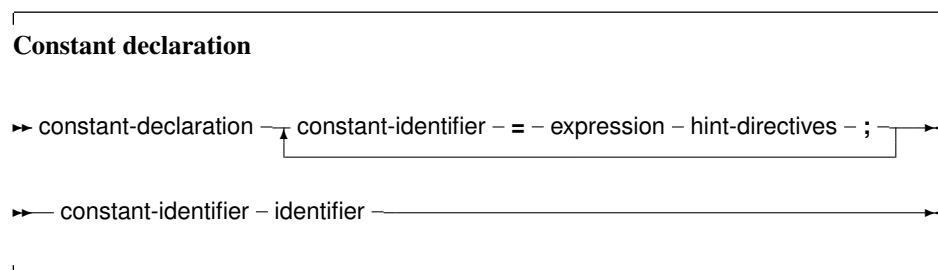 Constant declaration
constant-declaration constant-identifier = expression hint-directives ;
constant-identifier identifier